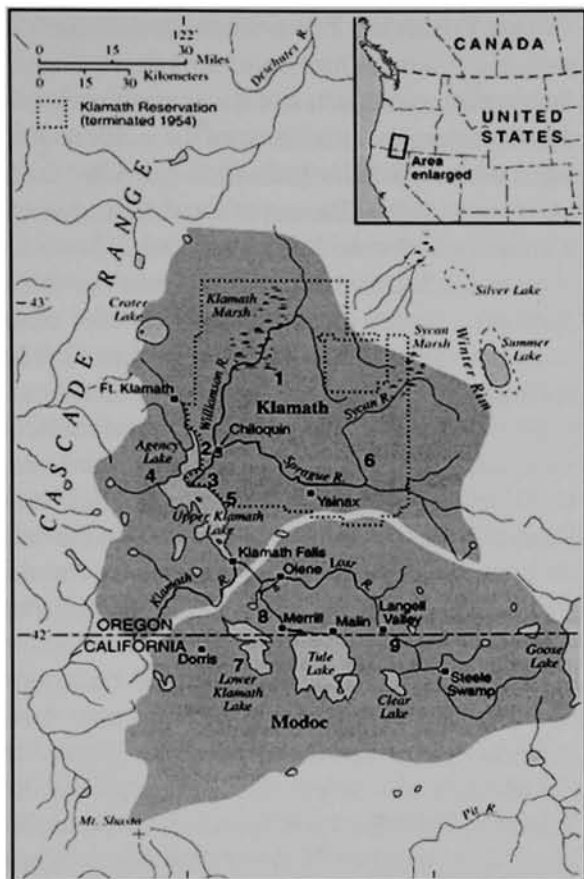 122°
0 15 30
Miles
0 15 30
Kilometers
Klamath Reservation
(terminated 1954)
Deschutes R.
CANADA
UNITED
STATES
Area
enlarged
CASCADE RANGE
43°
Crater
Lake
Klamath
Marsh
Silver Lake
Sycan
Marsh
Winter Rim
Summer
Lake
Ft. Klamath
Williamson R.
1
Klamath
Sycan R.
Agency
Lake
2
Chiloquin
4
3
Sprague R.
6
5
Yainax
Upper Klamath
Lake
Klamath Falls
Olene
Lost R.
Klamath R.
8
Merrill
Malin
Langell
Valley
OREGON
42°
CALIFORNIA
9
Dorris
7
Lower
Klamath
Lake
Tule
Lake
Clear
Lake
Steele
Swamp
Goose
Lake
Modoc
Mt. Shasta
Pit R.